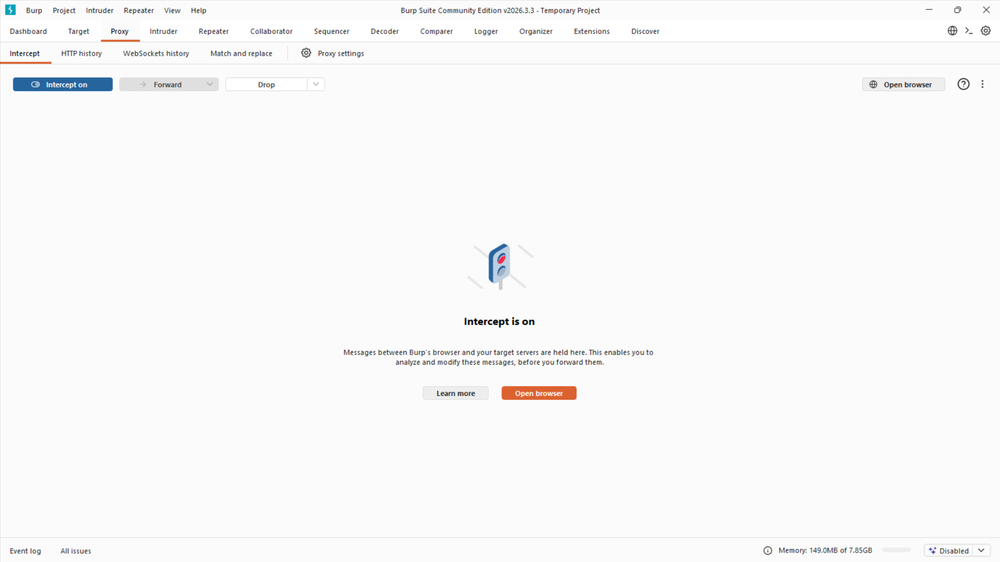 Burp Project Intruder Repeater View Help Burp Suite Community Edition v2026.3.3 - Temporary Project
Dashboard Target Proxy Intruder Repeater Collaborator Sequencer Decoder Comparer Logger Organizer Extensions Discover
Intercept HTTP history WebSockets history Match and replace Proxy settings
Intercept on Forward Drop Open browser
Intercept is on
Messages between Burp's browser and your target servers are held here. This enables you to
analyze and modify these messages, before you forward them.
Learn more Open browser
Event log All issues Memory: 149.0MB of 7.85GB Disabled